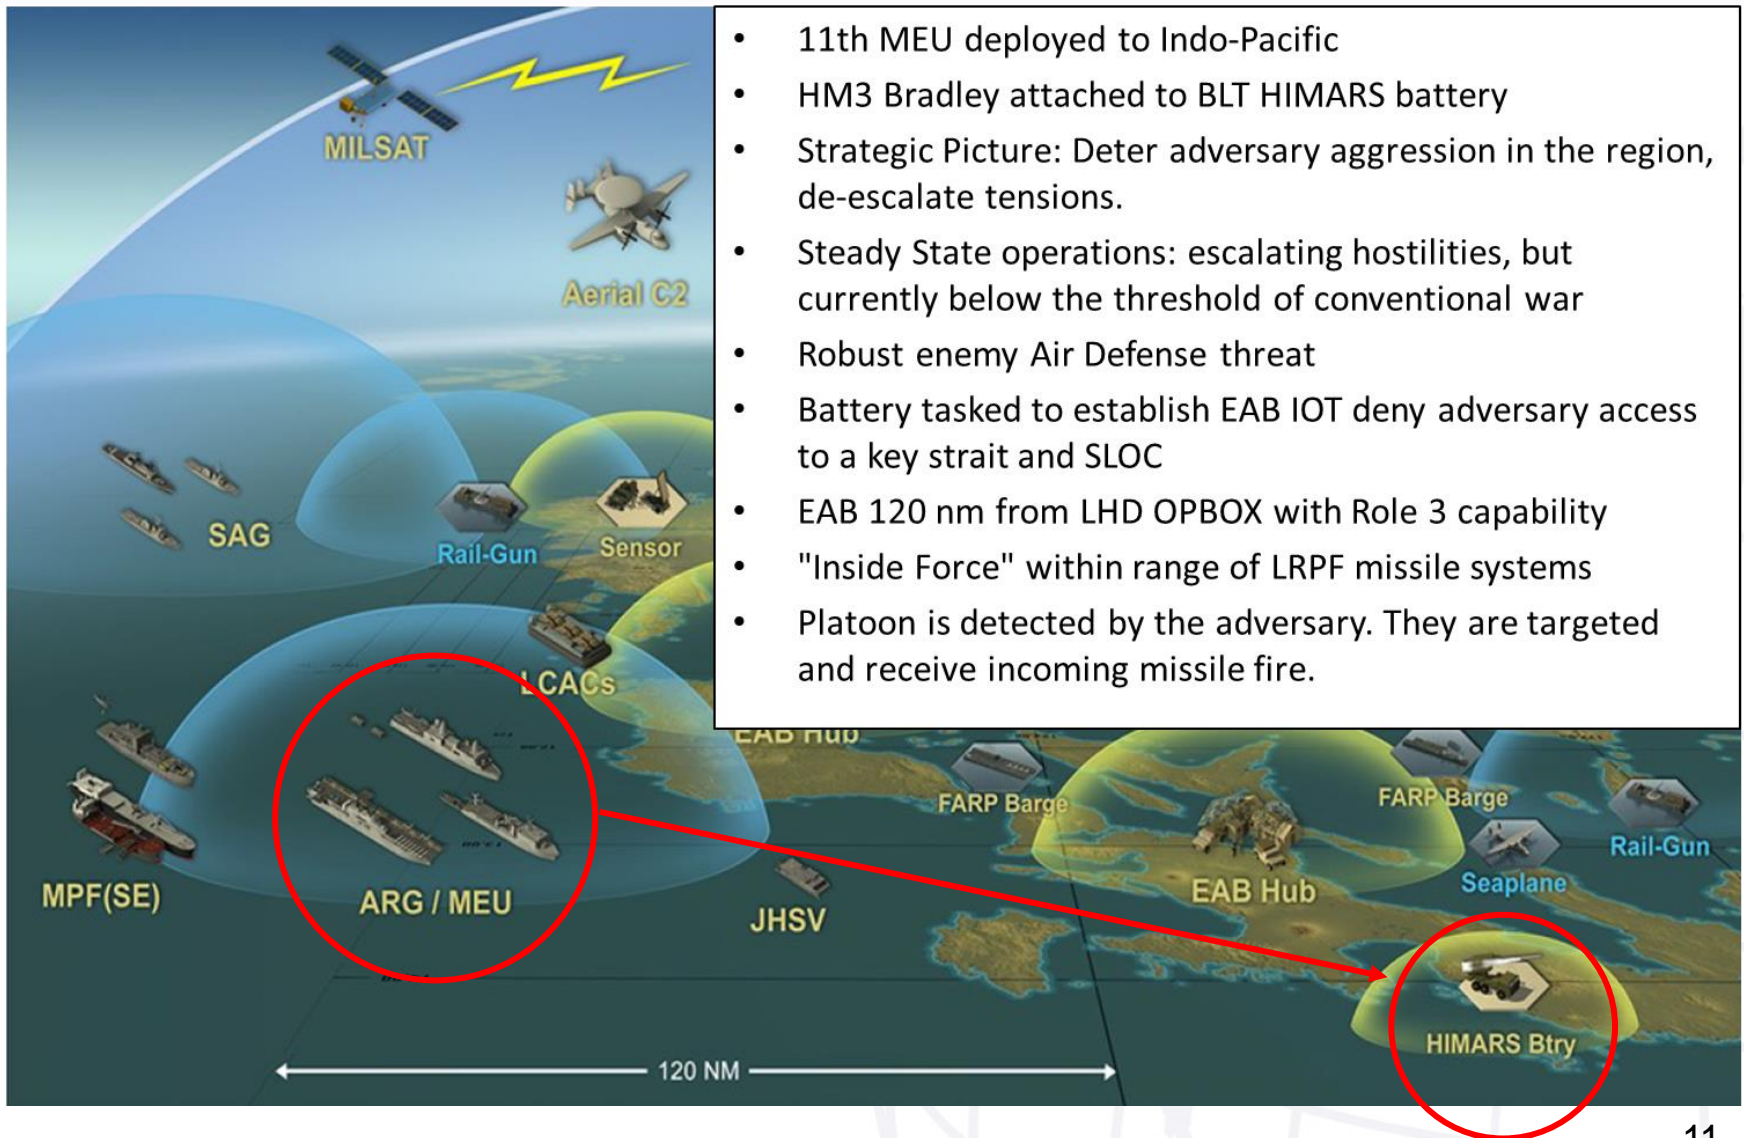 • 11th MEU deployed to Indo-Pacific
• HM3 Bradley attached to BLT HIMARS battery
• Strategic Picture: Deter adversary aggression in the region,
de-escalate tensions.
• Steady State operations: escalating hostilities, but
currently below the threshold of conventional war
• Robust enemy Air Defense threat
• Battery tasked to establish EAB IOT deny adversary access
to a key strait and SLOC
• EAB 120 nm from LHD OPBOX with Role 3 capability
• "Inside Force" within range of LRPF missile systems
• Platoon is detected by the adversary. They are targeted
and receive incoming missile fire.
MILSAT
Aerial C2
SAG
Rail-Gun
Sensor
LCACs
EAB Hub
FARP Barge
FARP Barge
Rail-Gun
MPF(SE)
ARG / MEU
JHSV
EAB Hub
Seaplane
HIMARS Btry
120 NM
11